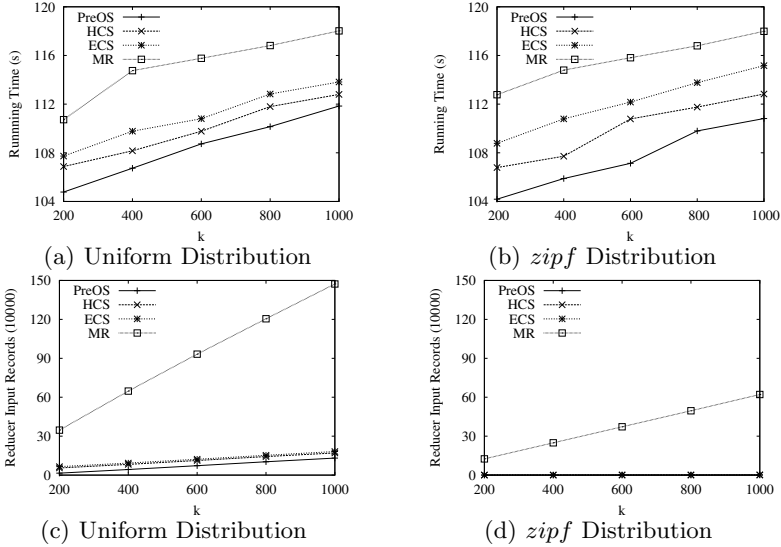 120
116
112
108
104
Runnning Time (s)
PreOS
HCS
ECS
MR
200 400 600 800 1000
k
(a) Uniform Distribution
120
116
112
108
104
Running Time (s)
PreOS
HCS
ECS
MR
200 400 600 800 1000
k
(b) zipf Distribution
150
120
90
60
30
0
Reducer Input Records (10000)
PreOS
HCS
ECS
MR
200 400 600 800 1000
k
(c) Uniform Distribution
150
120
90
60
30
0
Reducer Input Records (10000)
PreOS
HCS
ECS
MR
200 400 600 800 1000
k
(d) zipf Distribution